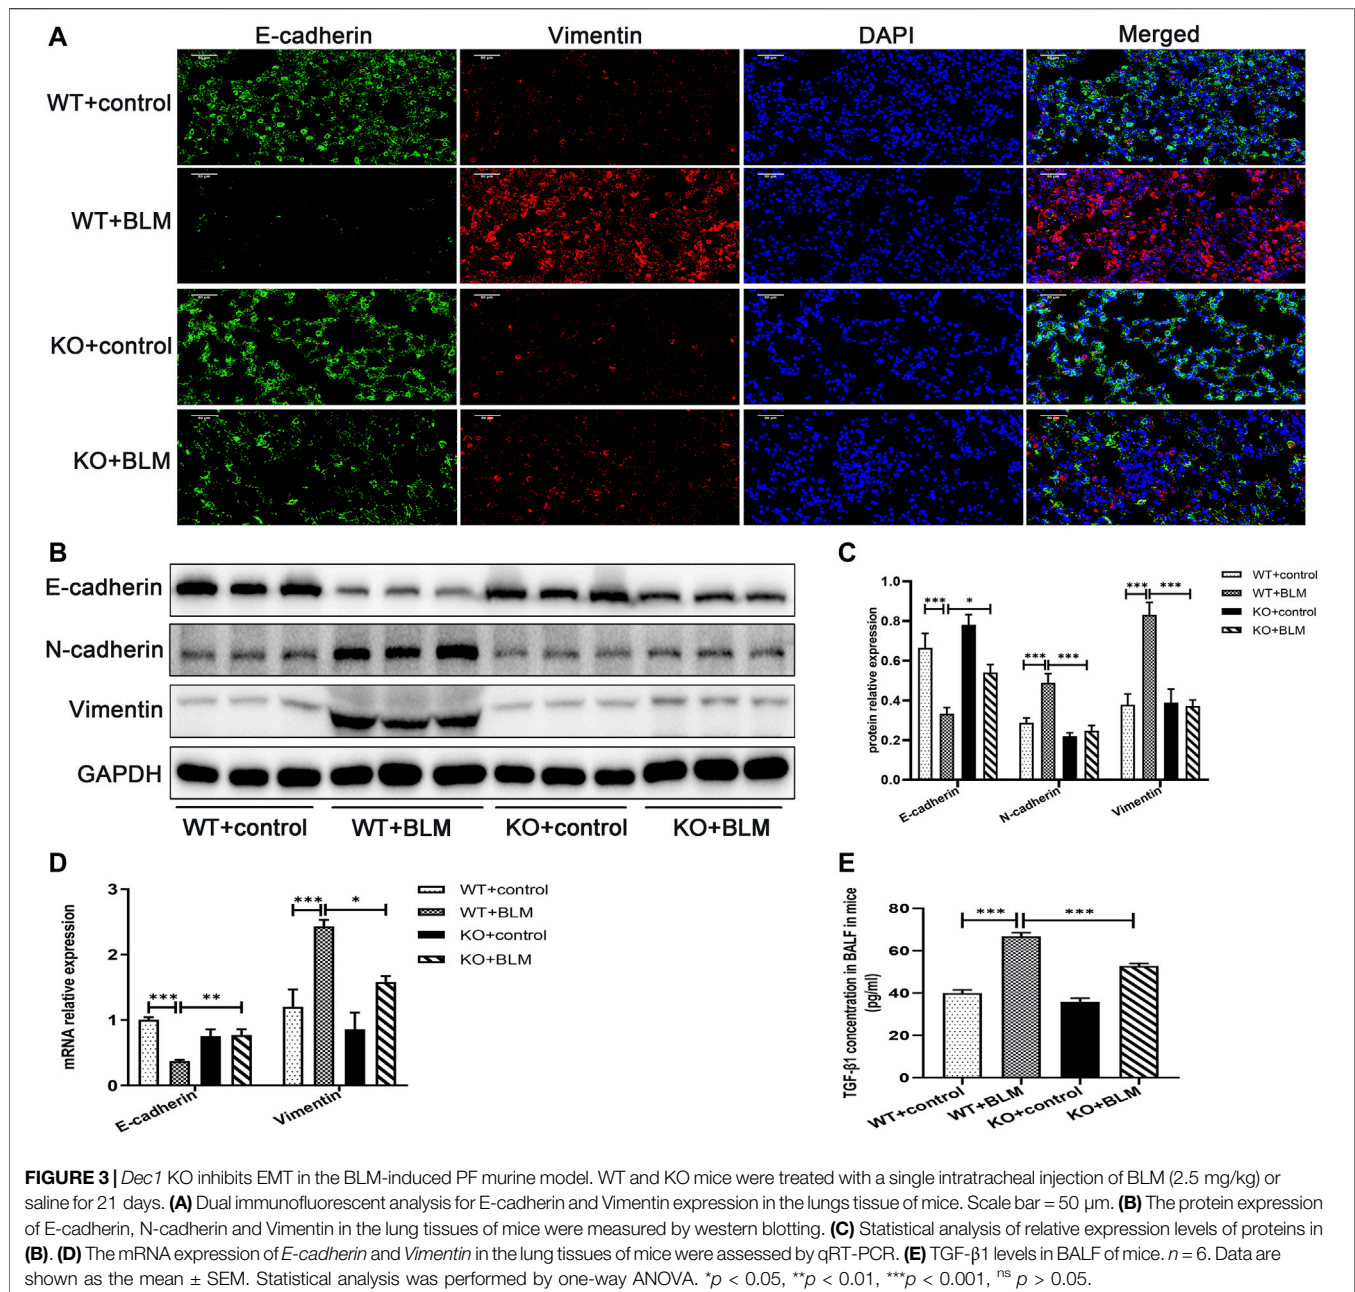 A
E-cadherin
Vimentin
DAPI
Merged
WT+control
WT+BLM
KO+control
KO+BLM
B
E-cadherin
N-cadherin
Vimentin
GAPDH
WT+control
WT+BLM
KO+control
KO+BLM
C
protein relative expression
1.0
0.8
0.6
0.4
0.2
0.0
***
*
***
***
***
***
E-cadherin
N-cadherin
Vimentin
WT+control
WT+BLM
KO+control
KO+BLM
D
mRNA relative expression
3
2
1
0
***
**
***
*
E-cadherin
Vimentin
WT+control
WT+BLM
KO+control
KO+BLM
E
TGF-β1 concentration in BALF in mice
(pg/ml)
80
60
40
20
0
***
***
WT+control
WT+BLM
KO+control
KO+BLM
FIGURE 3 | Dec1 KO inhibits EMT in the BLM-induced PF murine model. WT and KO mice were treated with a single intratracheal injection of BLM (2.5 mg/kg) or
saline for 21 days. (A) Dual immunofluorescent analysis for E-cadherin and Vimentin expression in the lungs tissue of mice. Scale bar = 50 μm. (B) The protein expression
of E-cadherin, N-cadherin and Vimentin in the lung tissues of mice were measured by western blotting. (C) Statistical analysis of relative expression levels of proteins in
(B). (D) The mRNA expression of E-cadherin and Vimentin in the lung tissues of mice were assessed by qRT-PCR. (E) TGF-β1 levels in BALF of mice. n = 6. Data are
shown as the mean ± SEM. Statistical analysis was performed by one-way ANOVA. *p < 0.05, **p < 0.01, ***p < 0.001, ns p > 0.05.